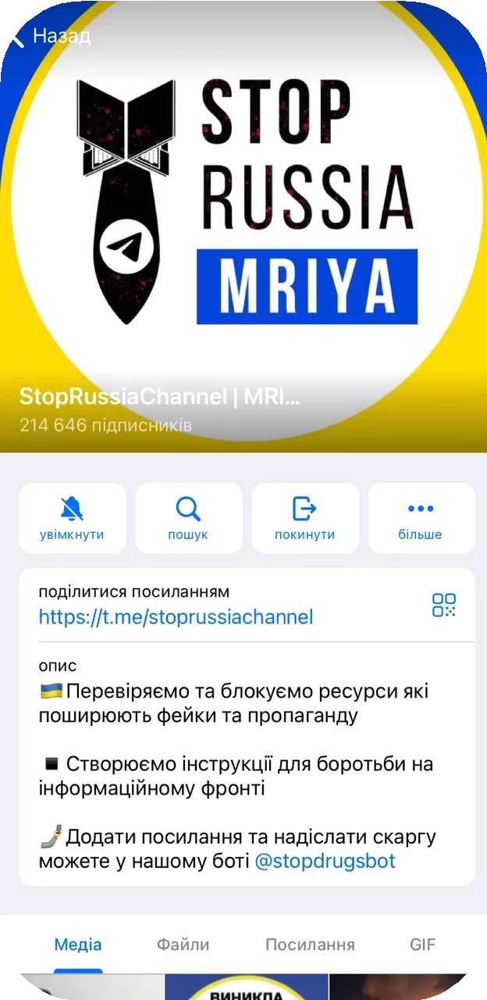 Назад
STOP
RUSSIA
MRIYA
StopRussiaChannel | MRI...
214 646 підписників
увімкнути
пошук
покинути
більше
поділитися посиланням
https://t.me/stoprussiachannel
опис
🇺🇦Перевіряємо та блокуємо ресурси які
поширюють фейки та пропаганду
▪️Створюємо інструкції для боротьби на
інформаційному фронті
🤳Додати посилання та надіслати скаргу
можете у нашому боті @stopdrugsbot
Медіа
Файли
Посилання
GIF
ВИНИКЛА